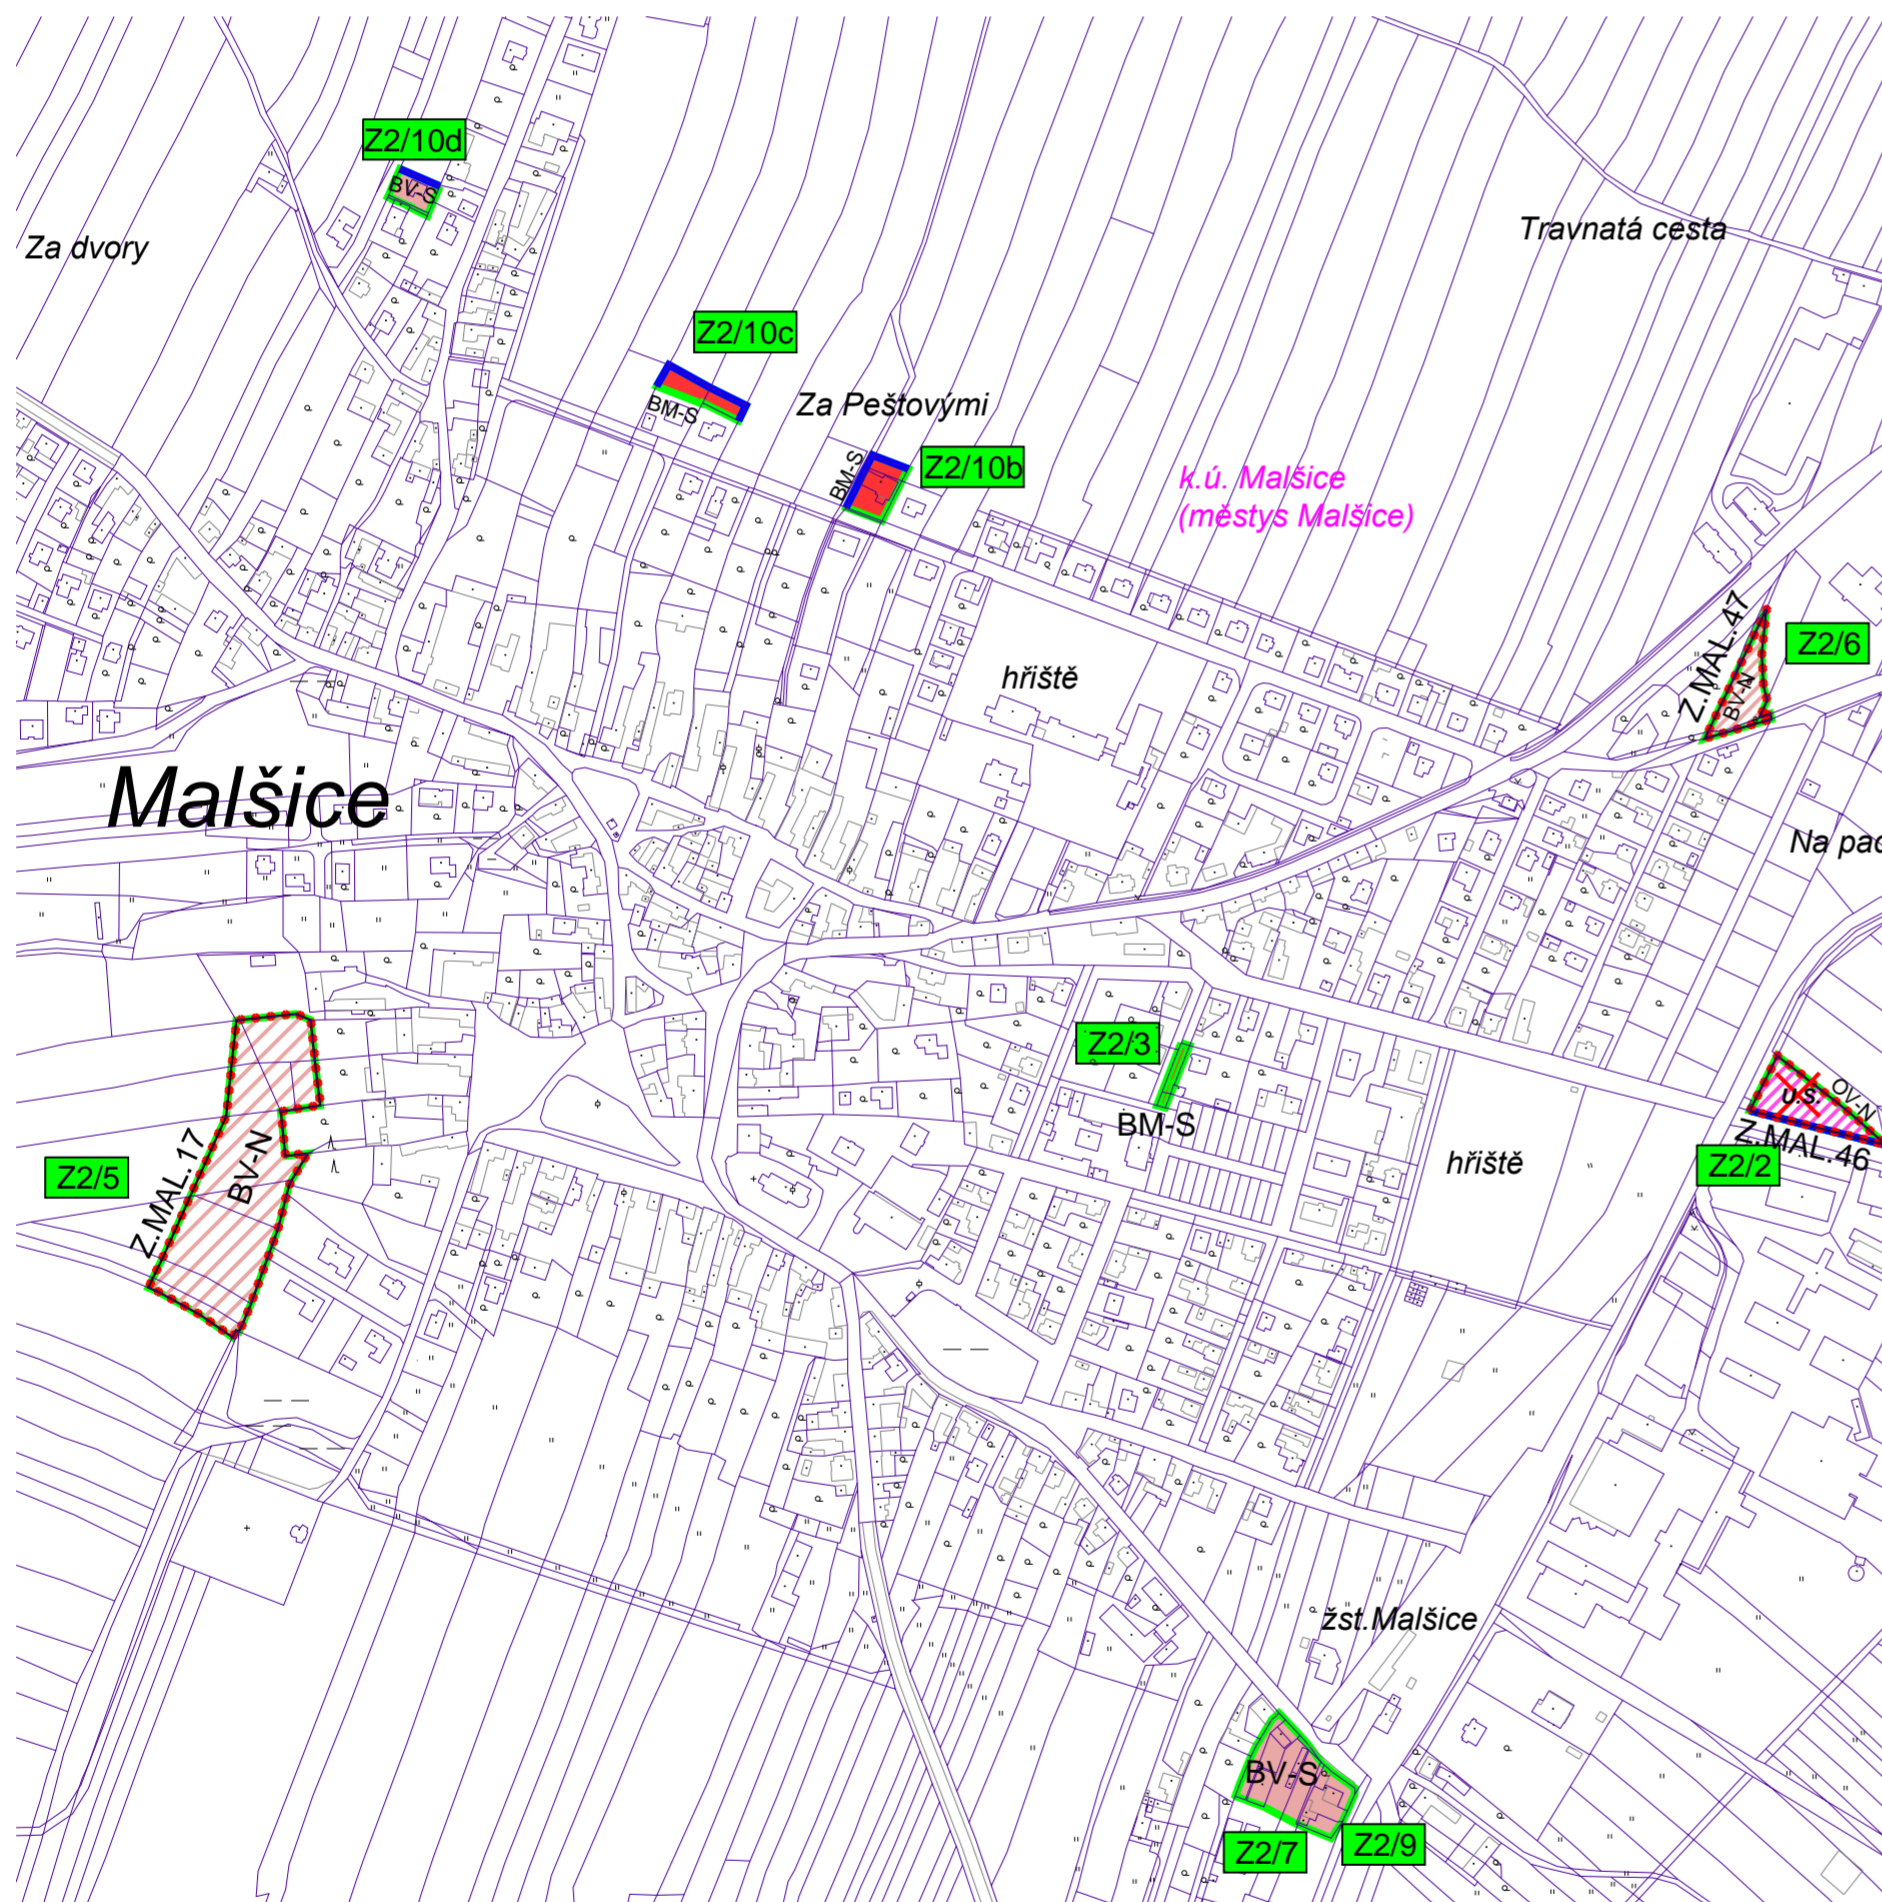 Z2/10d
BV-S
Za dvory
Travnatá cesta
Z2/10c
BM-S
Za Peštovými
BM-S
Z2/10b
k.ú. Malšice
(městys Malšice)
Z.MAL.47
BV-N
Z2/6
hřiště
Malšice
Na pad
Z2/3
BM-S
u.s.
OV-N
Z.MAL.46
Z2/2
hřiště
Z2/5
Z.MAL.17
BV-N
žst.Malšice
BV-S
Z2/7
Z2/9